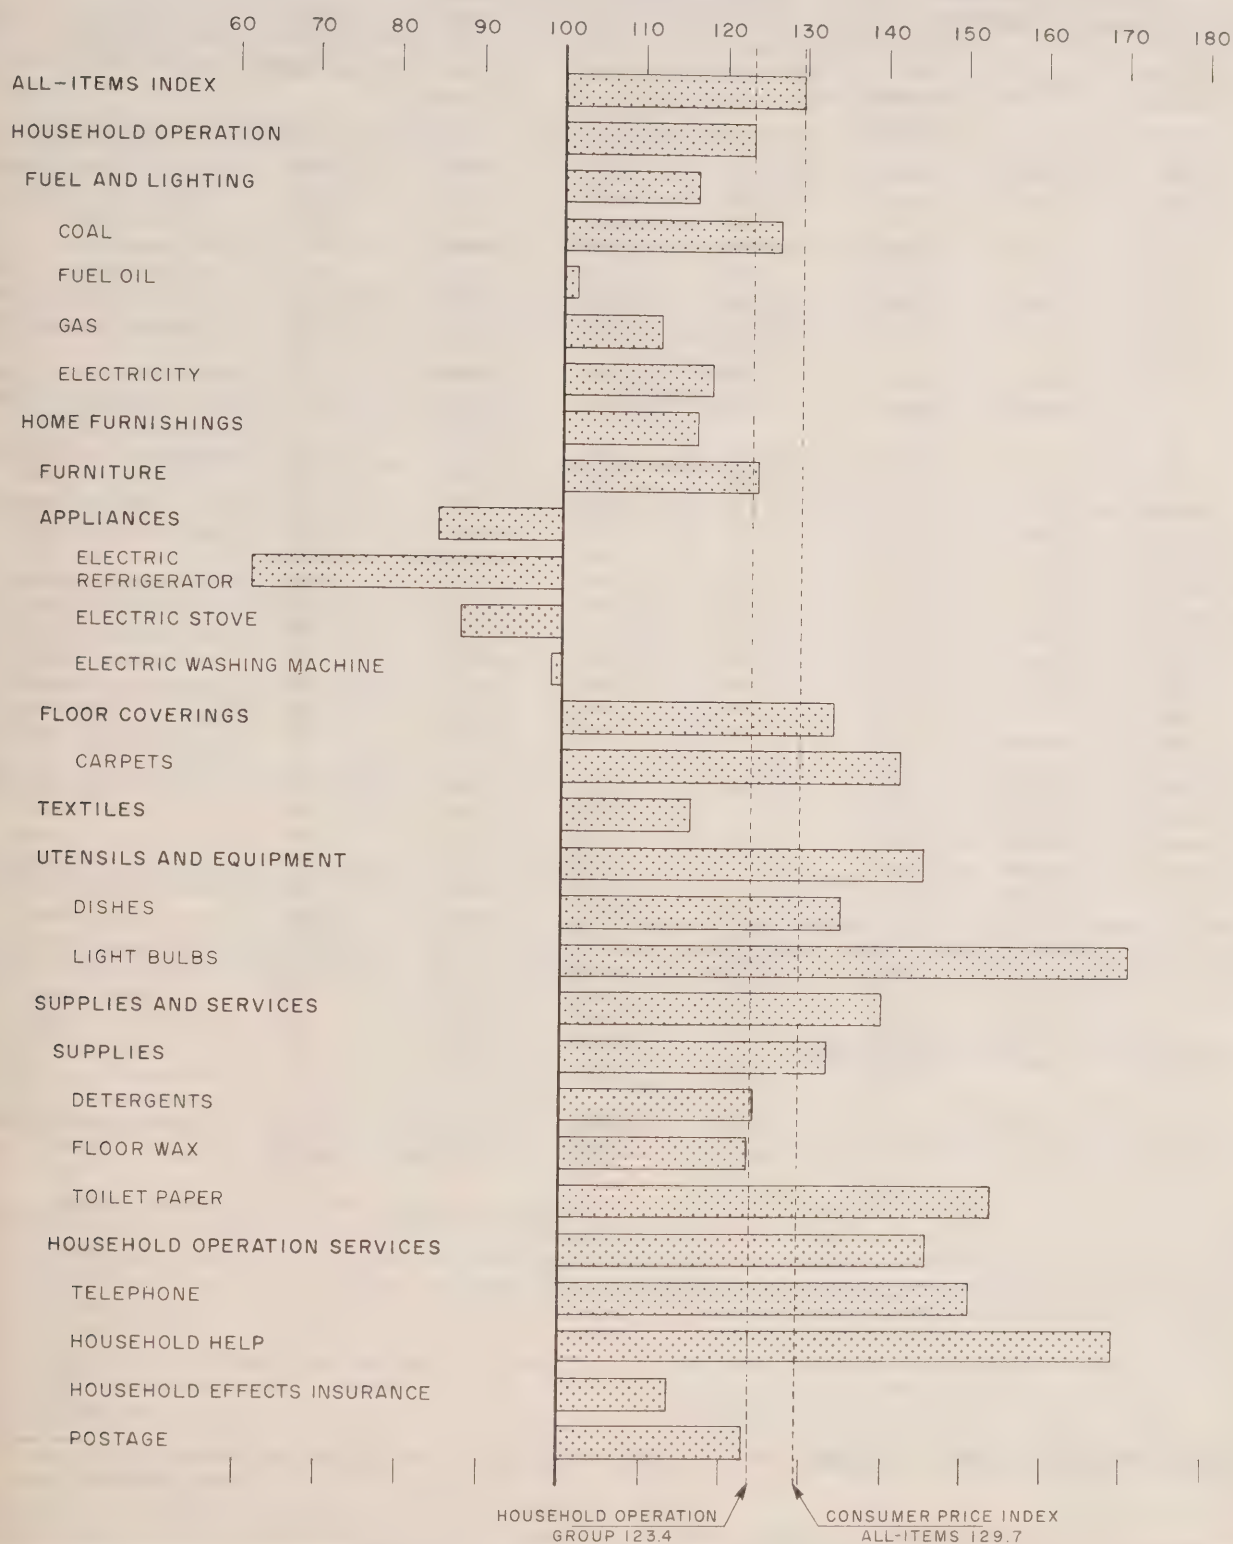 60 70 80 90 100 110 120 130 140 150 160 170 180
ALL-ITEMS INDEX
HOUSEHOLD OPERATION
FUEL AND LIGHTING
COAL
FUEL OIL
GAS
ELECTRICITY
HOME FURNISHINGS
FURNITURE
APPLIANCES
ELECTRIC
REFRIGERATOR
ELECTRIC STOVE
ELECTRIC WASHING MACHINE
FLOOR COVERINGS
CARPETS
TEXTILES
UTENSILS AND EQUIPMENT
DISHES
LIGHT BULBS
SUPPLIES AND SERVICES
SUPPLIES
DETERGENTS
FLOOR WAX
TOILET PAPER
HOUSEHOLD OPERATION SERVICES
TELEPHONE
HOUSEHOLD HELP
HOUSEHOLD EFFECTS INSURANCE
POSTAGE
HOUSEHOLD OPERATION
GROUP 123.4
CONSUMER PRICE INDEX
ALL-ITEMS 129.7